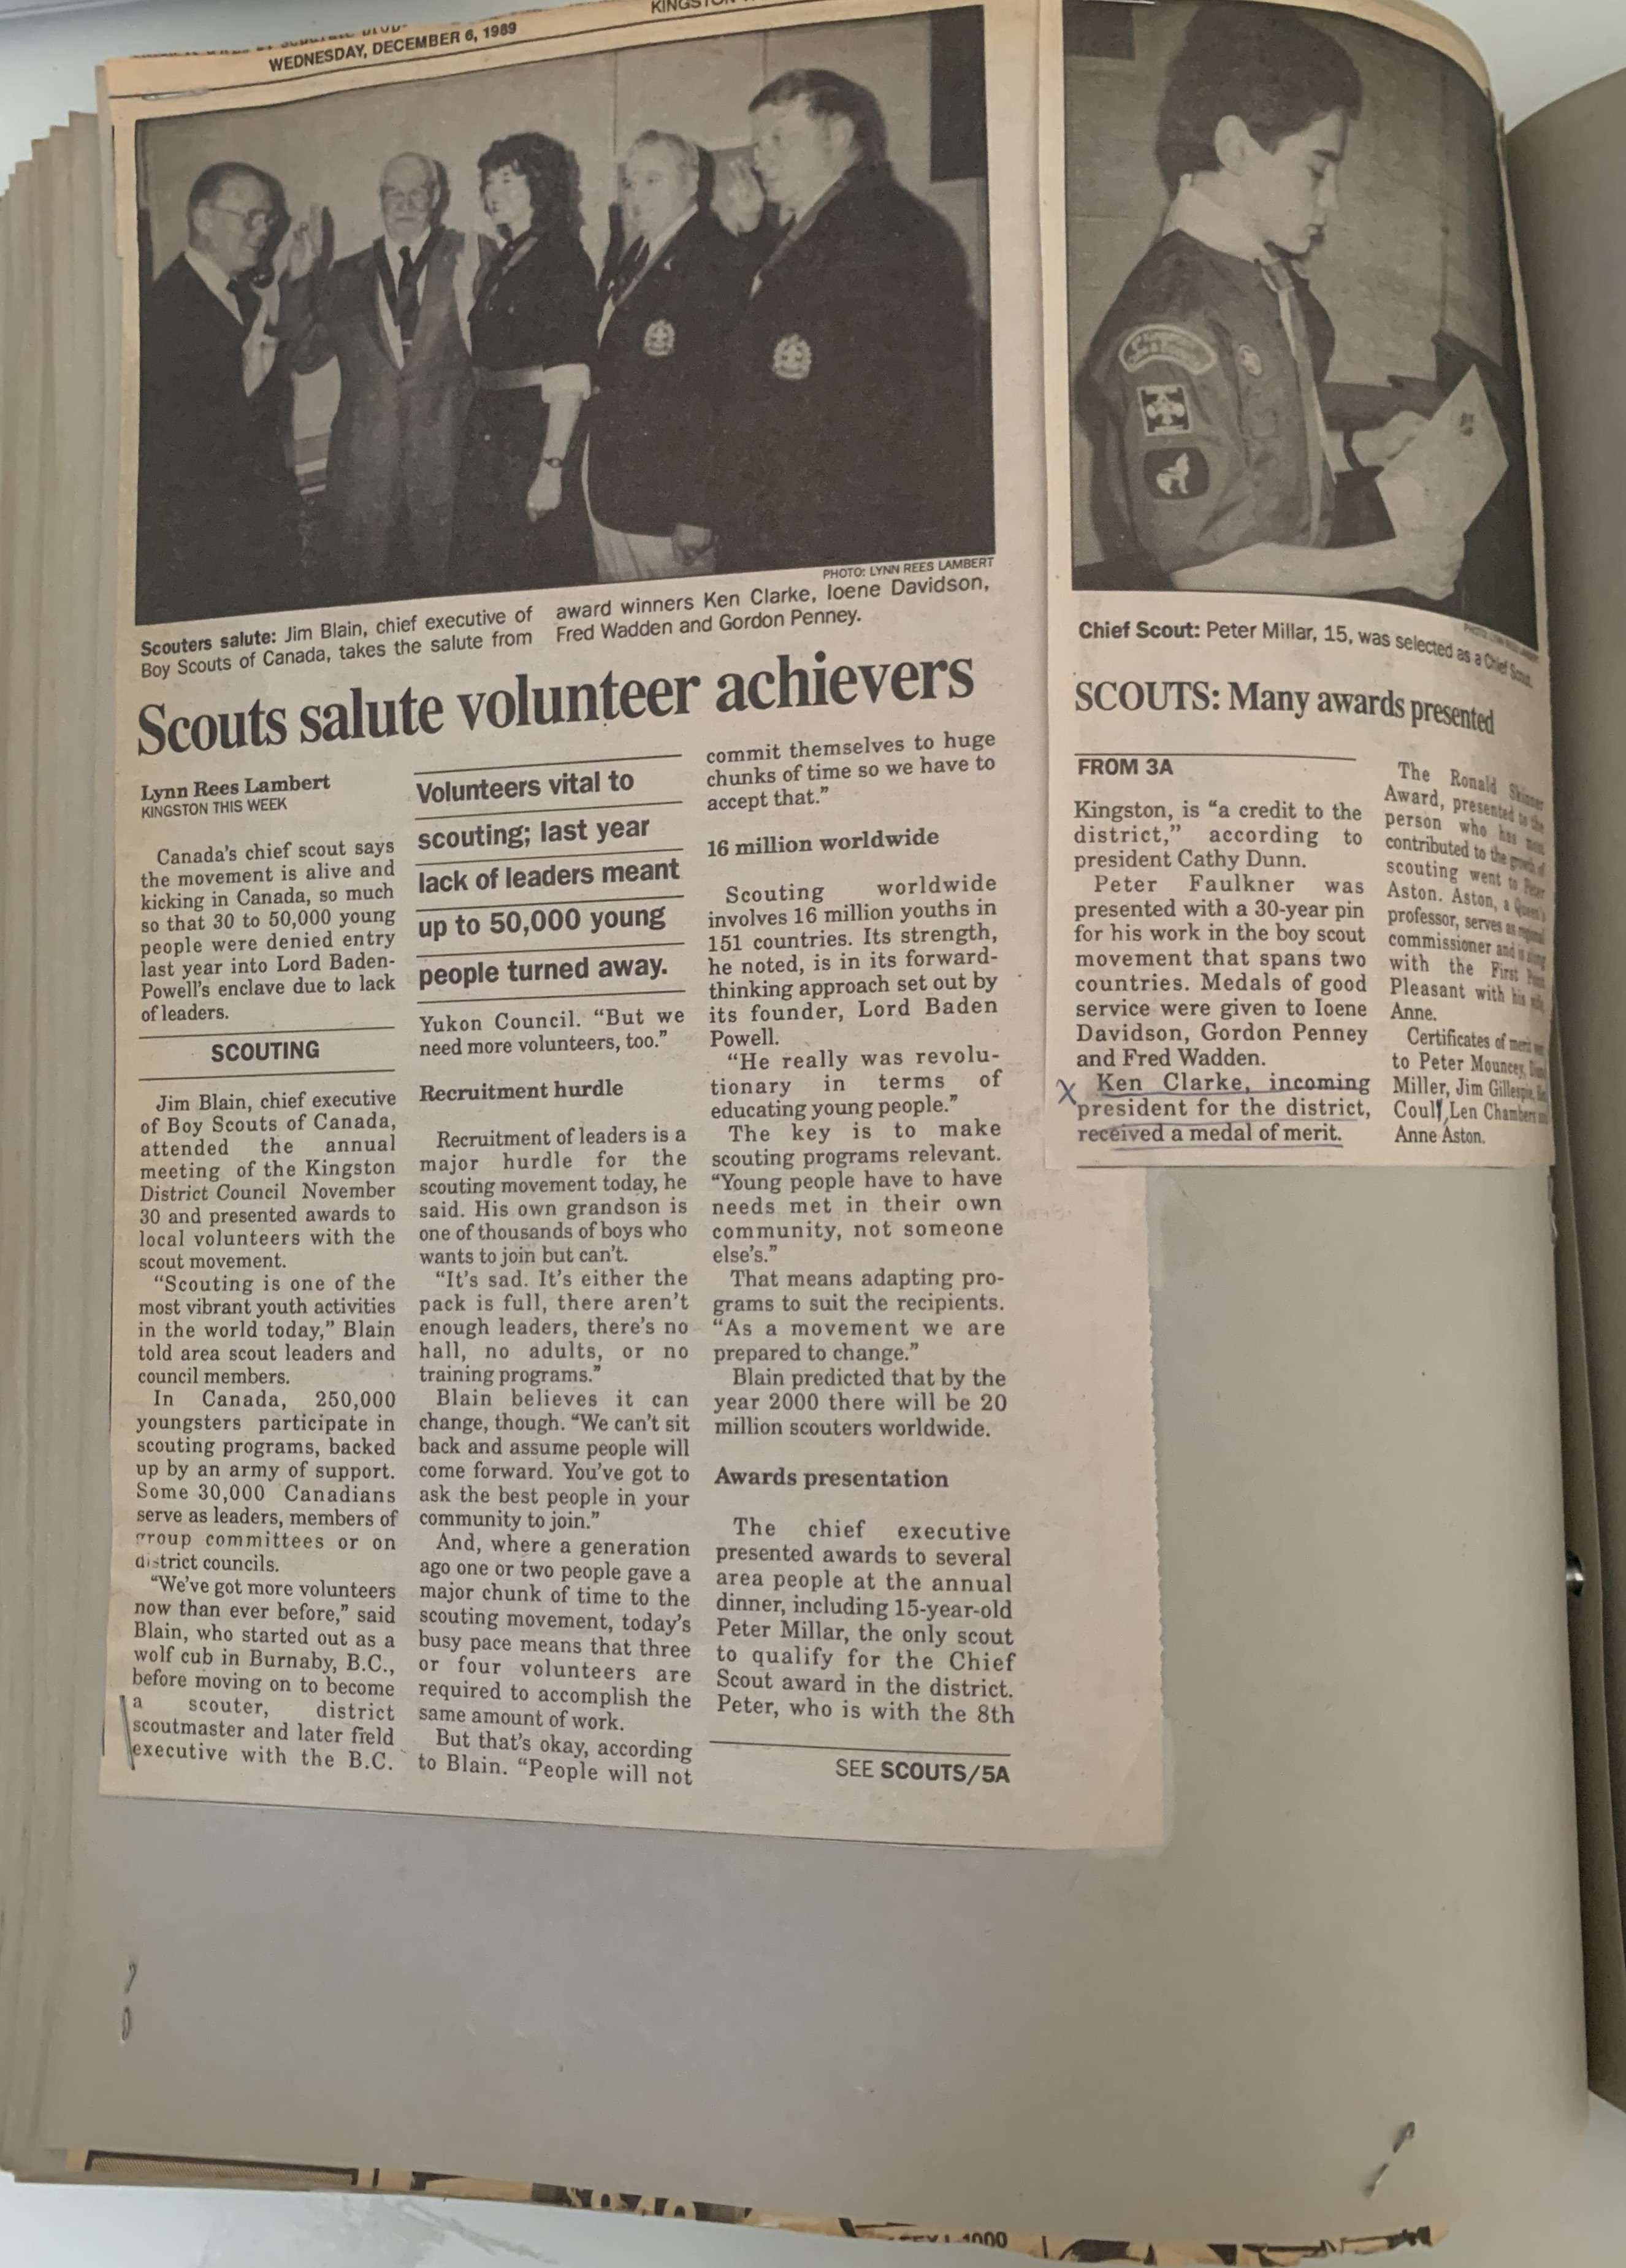 WEDNESDAY, DECEMBER 6, 1989
PHOTO: LYNN REES LAMBERT
Scouters salute: Jim Blain, chief executive of
Boy Scouts of Canada, takes the salute from
award winners Ken Clarke, Ioene Davidson,
Fred Wadden and Gordon Penney.
Scouts salute volunteer achievers
Lynn Rees Lambert
KINGSTON THIS WEEK
Canada's chief scout says
the movement is alive and
kicking in Canada, so much
so that 30 to 50,000 young
people were denied entry
last year into Lord Baden-
Powell's enclave due to lack
of leaders.
SCOUTING
Jim Blain, chief executive
of Boy Scouts of Canada,
attended the annual
meeting of the Kingston
District Council November
30 and presented awards to
local volunteers with the
scout movement.
"Scouting is one of the
most vibrant youth activities
in the world today," Blain
told area scout leaders and
council members.
In Canada, 250,000
youngsters participate in
scouting programs, backed
up by an army of support.
Some 30,000 Canadians
serve as leaders, members of
group committees or on
district councils.
"We've got more volunteers
now than ever before," said
Blain, who started out as a
wolf cub in Burnaby, B.C.,
before moving on to become
a scouter, district
scoutmaster and later field
executive with the B.C.
Volunteers vital to
scouting; last year
lack of leaders meant
up to 50,000 young
people turned away.
Yukon Council. "But we
need more volunteers, too."
Recruitment hurdle
Recruitment of leaders is a
major hurdle for the
scouting movement today, he
said. His own grandson is
one of thousands of boys who
wants to join but can't.
"It's sad. It's either the
pack is full, there aren't
enough leaders, there's no
hall, no adults, or no
training programs."
Blain believes it can
change, though. "We can't sit
back and assume people will
come forward. You've got to
ask the best people in your
community to join."
And, where a generation
ago one or two people gave a
major chunk of time to the
scouting movement, today's
busy pace means that three
or four volunteers are
required to accomplish the
same amount of work.
But that's okay, according
to Blain. "People will not
commit themselves to huge
chunks of time so we have to
accept that."
16 million worldwide
Scouting worldwide
involves 16 million youths in
151 countries. Its strength,
he noted, is in its forward-
thinking approach set out by
its founder, Lord Baden
Powell.
"He really was revolu-
tionary in terms of
educating young people."
The key is to make
scouting programs relevant.
"Young people have to have
needs met in their own
community, not someone
else's."
That means adapting pro-
grams to suit the recipients.
"As a movement we are
prepared to change."
Blain predicted that by the
year 2000 there will be 20
million scouters worldwide.
Awards presentation
The chief executive
presented awards to several
area people at the annual
dinner, including 15-year-old
Peter Millar, the only scout
to qualify for the Chief
Scout award in the district.
Peter, who is with the 8th
SEE SCOUTS/5A
Chief Scout: Peter Millar, 15, was selected as a Chief Scout.
SCOUTS: Many awards presented
FROM 3A
Kingston, is "a credit to the
district," according to
president Cathy Dunn.
Peter Faulkner was
presented with a 30-year pin
for his work in the boy scout
movement that spans two
countries. Medals of good
service were given to Ioene
Davidson, Gordon Penney
and Fred Wadden.
X Ken Clarke, incoming
president for the district,
received a medal of merit.
The Ronald Skinner
Award, presented to the
person who has most
contributed to the growth of
scouting went to Peter
Aston. Aston, a Queen's
professor, serves as regional
commissioner and is
with the First
Pleasant with his wife
Anne.
Certificates of merit
to Peter Mouncey,
Miller, Jim Gillespie,
Coull, Len Chambers
Anne Aston.